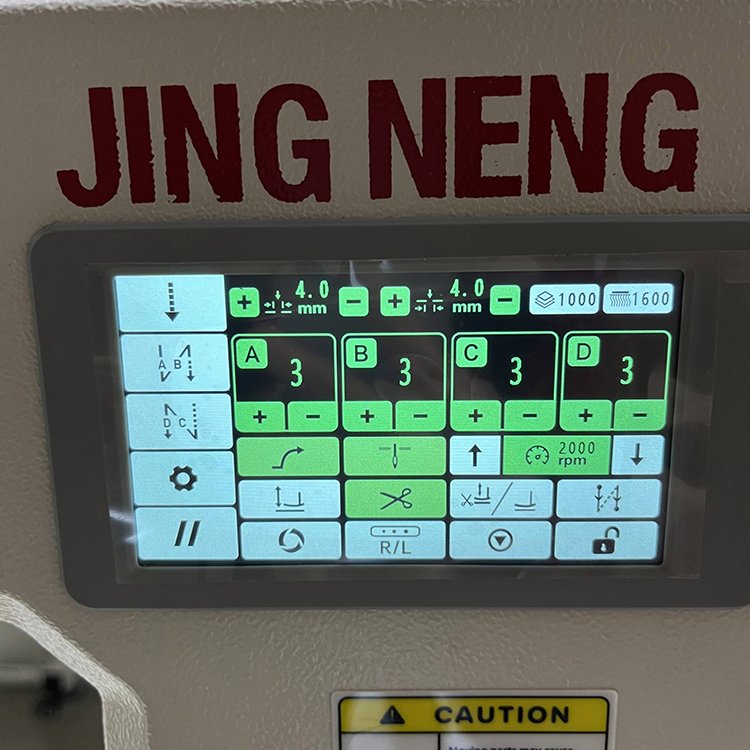 JING NENG
4.0 mm
4.0 mm
1000
1600
A 3
B 3
C 3
D 3
A B
D C
2000 rpm
R/L
CAUTION